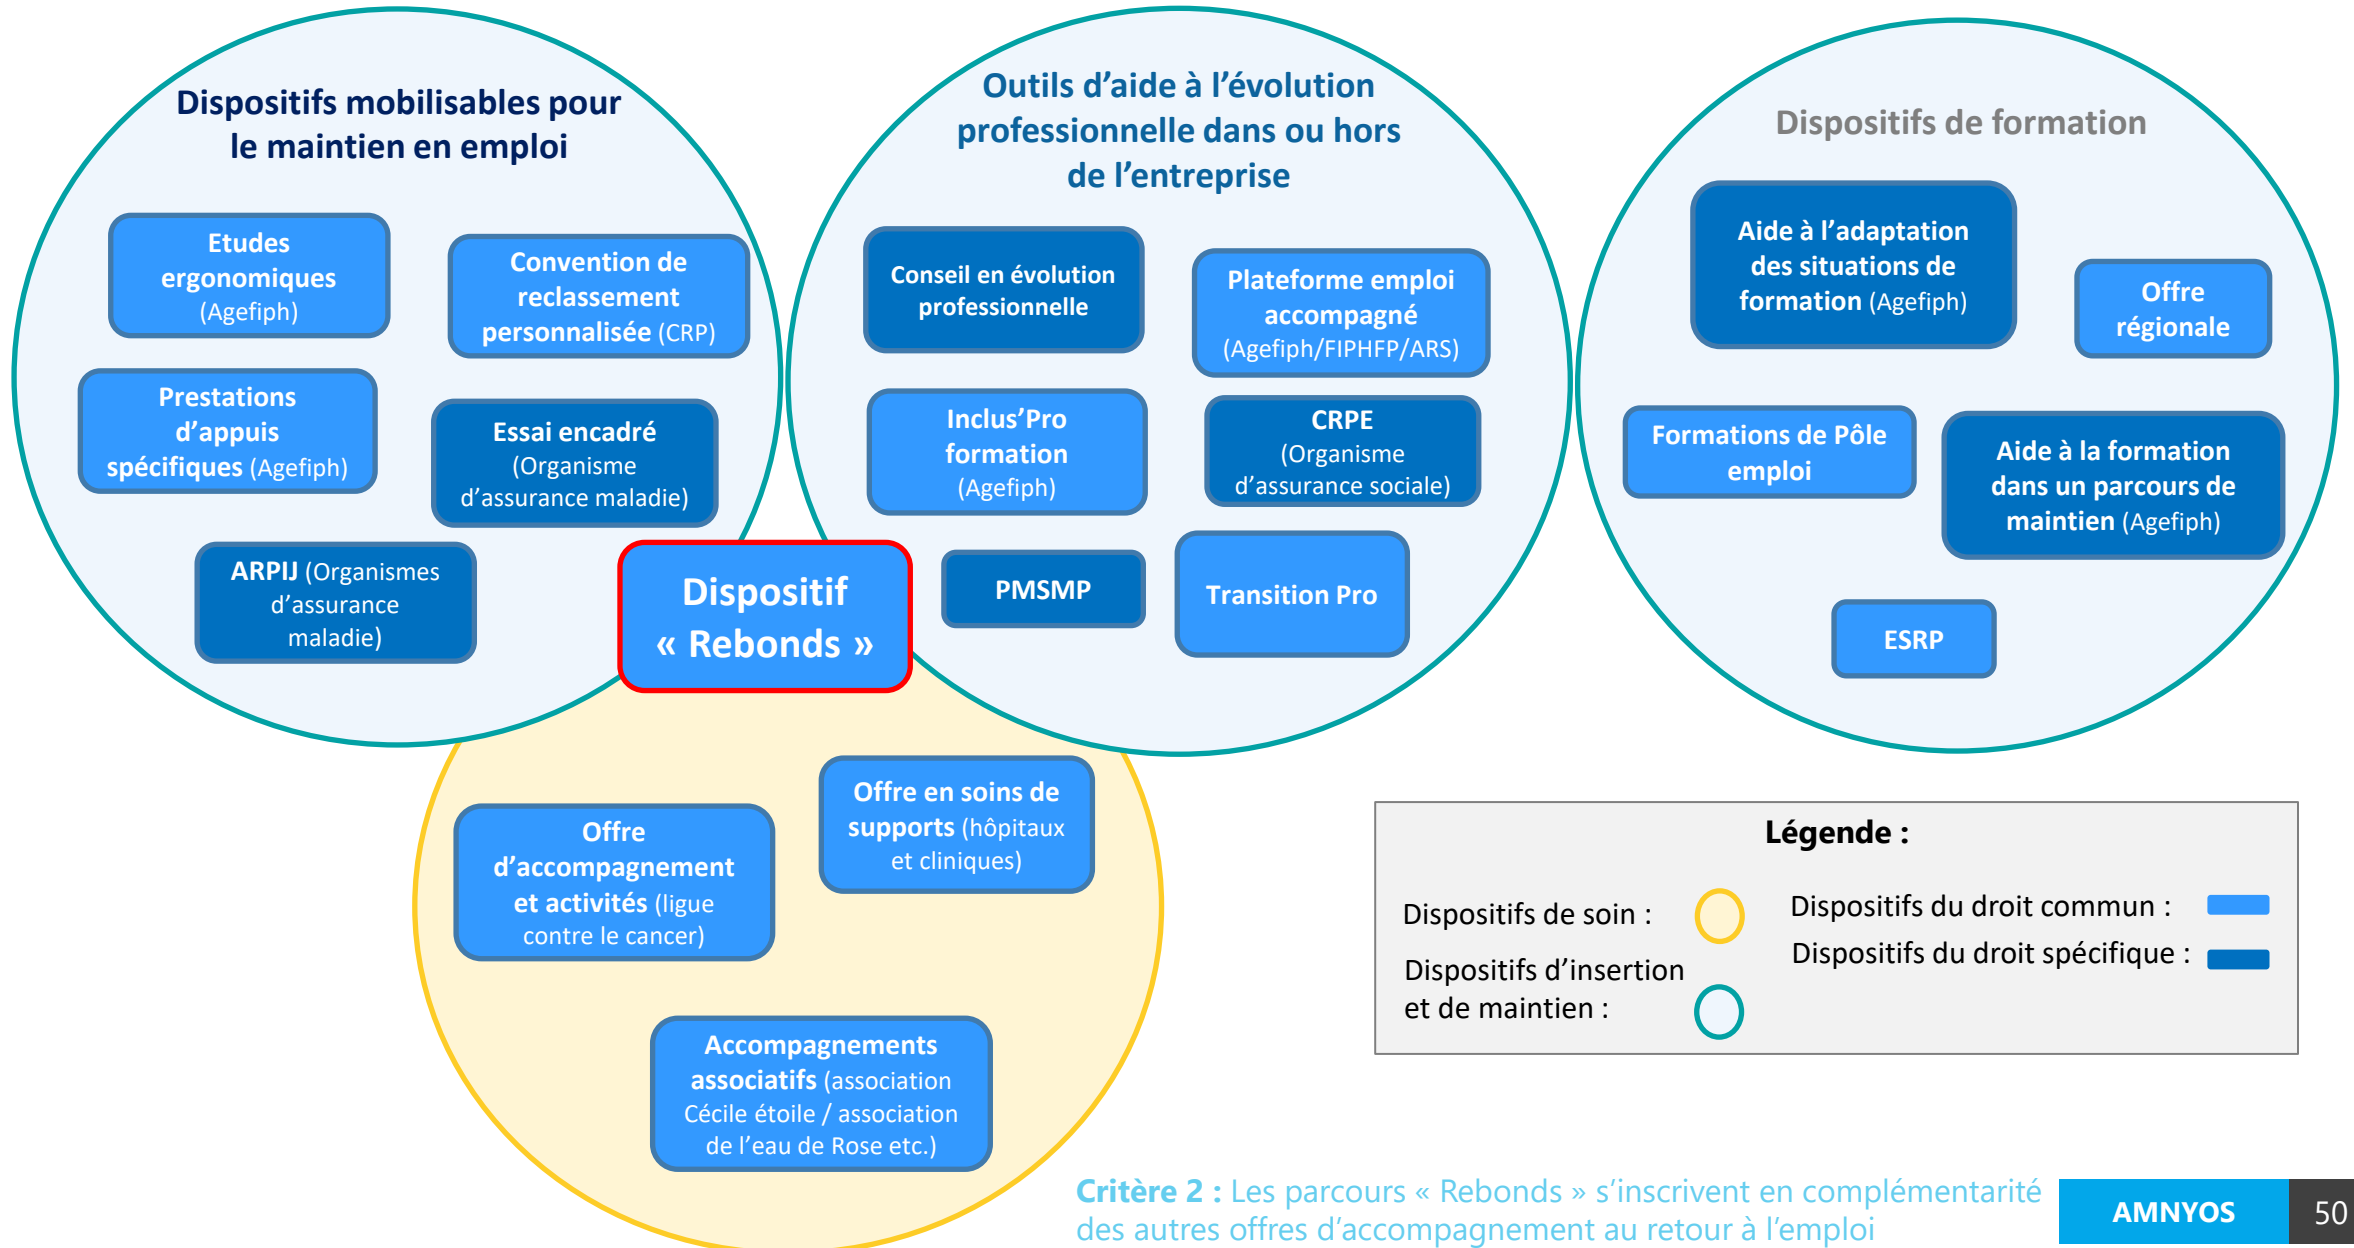 Dispositifs mobilisables pour
le maintien en emploi
Etudes
ergonomiques
(Agefiph)
Convention de
reclassement
personnalisée (CRP)
Prestations
d’appuis
spécifiques (Agefiph)
Essai encadré
(Organisme
d’assurance maladie)
ARPIJ (Organismes
d’assurance
maladie)
Dispositif
« Rebonds »
Outils d’aide à l’évolution
professionnelle dans ou hors
de l’entreprise
Conseil en évolution
professionnelle
Plateforme emploi
accompagné
(Agefiph/FIPHFP/ARS)
Inclus’Pro
formation
(Agefiph)
CRPE
(Organisme
d’assurance sociale)
PMSMP
Transition Pro
Dispositifs de formation
Aide à l’adaptation
des situations de
formation (Agefiph)
Offre
régionale
Formations de Pôle
emploi
Aide à la formation
dans un parcours de
maintien (Agefiph)
ESRP
Offre en soins de
supports (hôpitaux
et cliniques)
Offre
d’accompagnement
et activités (ligue
contre le cancer)
Accompagnements
associatifs (association
Cécile étoile / association
de l’eau de Rose etc.)
Légende :
Dispositifs de soin :
Dispositifs d’insertion
et de maintien :
Dispositifs du droit commun :
Dispositifs du droit spécifique :
Critère 2 : Les parcours « Rebonds » s’inscrivent en complémentarité
des autres offres d’accompagnement au retour à l’emploi
AMNYOS
50